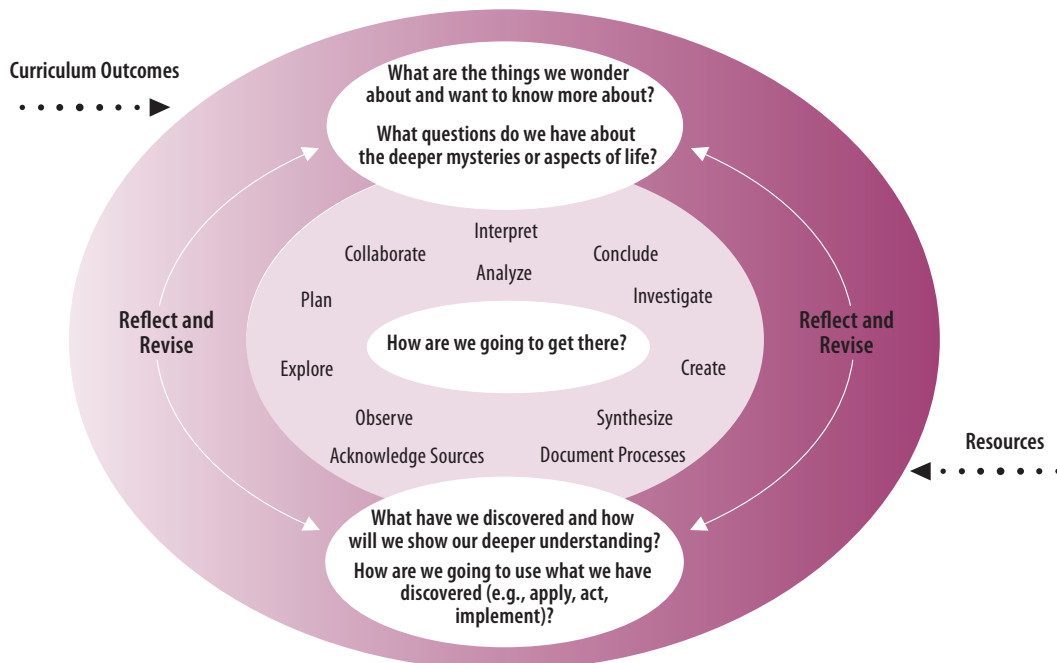 Curriculum Outcomes
What are the things we wonder
about and want to know more about?
What questions do we have about
the deeper mysteries or aspects of life?
Interpret
Collaborate
Conclude
Analyze
Plan
Investigate
Reflect and
Revise
How are we going to get there?
Reflect and
Revise
Explore
Create
Observe
Synthesize
Acknowledge Sources
Document Processes
Resources
What have we discovered and how
will we show our deeper understanding?
How are we going to use what we have
discovered (e.g., apply, act,
implement)?